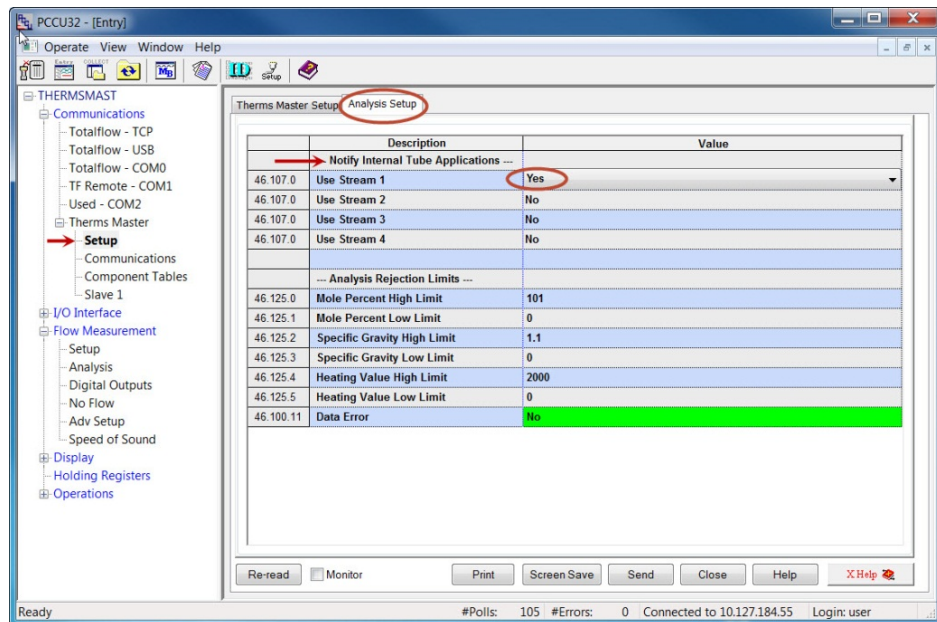 PCCU32 - [Entry]
Operate View Window Help
Entry COLLECT MB HD setup
THERMSMAST
Communications
Totalflow - TCP
Totalflow - USB
Totalflow - COM0
TF Remote - COM1
Used - COM2
Therms Master
Setup
Communications
Component Tables
Slave 1
I/O Interface
Flow Measurement
Setup
Analysis
Digital Outputs
No Flow
Adv Setup
Speed of Sound
Display
Holding Registers
Operations
Therms Master Setup Analysis Setup
Description Value
Notify Internal Tube Applications ---
46.107.0 Use Stream 1 Yes
46.107.0 Use Stream 2 No
46.107.0 Use Stream 3 No
46.107.0 Use Stream 4 No
--- Analysis Rejection Limits ---
46.125.0 Mole Percent High Limit 101
46.125.1 Mole Percent Low Limit 0
46.125.2 Specific Gravity High Limit 1.1
46.125.3 Specific Gravity Low Limit 0
46.125.4 Heating Value High Limit 2000
46.125.5 Heating Value Low Limit 0
46.100.11 Data Error No
Re-read Monitor Print Screen Save Send Close Help X Help
Ready #Polls: 105 #Errors: 0 Connected to 10.127.184.55 Login: user